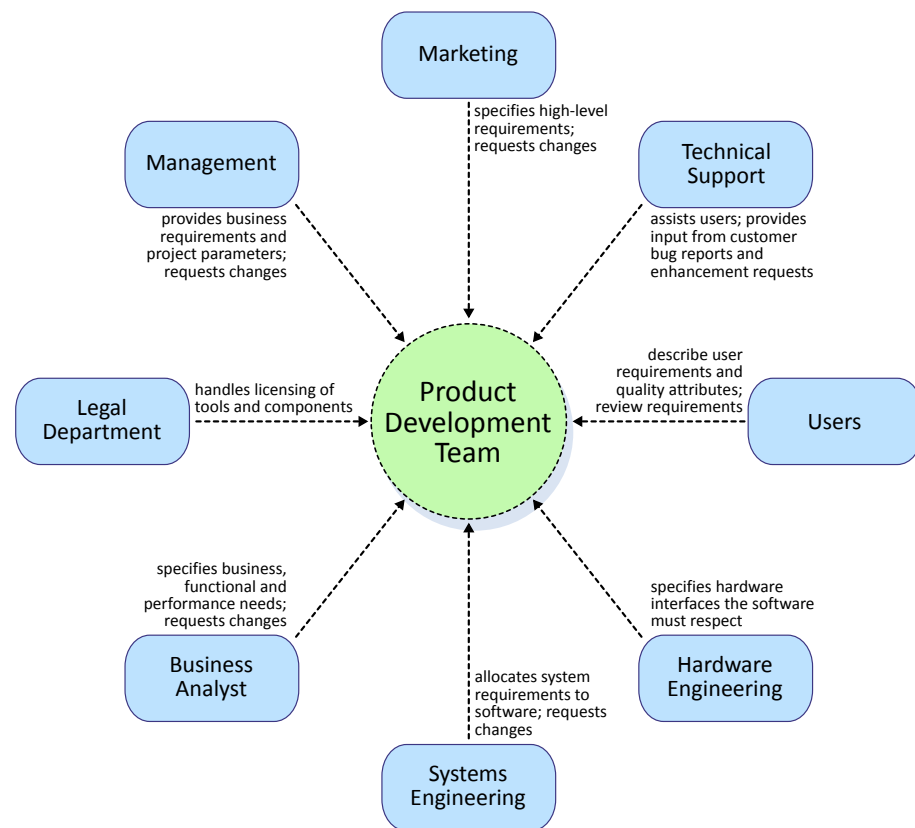 Marketing
specifies high-level
requirements;
requests changes
Management
provides business
requirements and
project parameters;
requests changes
Technical
Support
assists users; provides
input from customer
bug reports and
enhancement requests
Legal
Department
handles licensing of
tools and components
Product
Development
Team
describe user
requirements and
quality attributes;
review requirements
Users
specifies business,
functional and
performance needs;
requests changes
Business
Analyst
allocates system
requirements to
software; requests
changes
Systems
Engineering
specifies hardware
interfaces the software
must respect
Hardware
Engineering